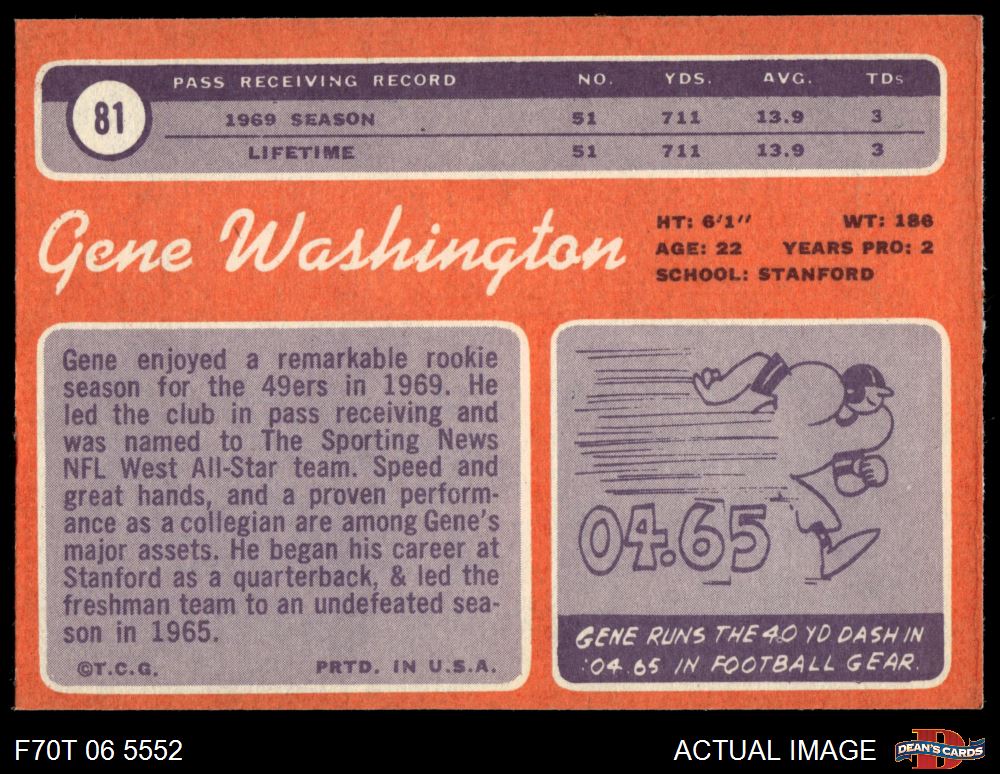 PASS RECEIVING RECORD NO. YDS. AVG. TDs
81
1969 SEASON 51 711 13.9 3
LIFETIME 51 711 13.9 3
Gene Washington
HT: 6'1" WT: 186
AGE: 22 YEARS PRO: 2
SCHOOL: STANFORD
Gene enjoyed a remarkable rookie
season for the 49ers in 1969. He
led the club in pass receiving and
was named to The Sporting News
NFL West All-Star team. Speed and
great hands, and a proven perform-
ance as a collegian are among Gene's
major assets. He began his career at
Stanford as a quarterback, & led the
freshman team to an undefeated sea-
son in 1965.
©T.C.G. PRTD. IN U.S.A.
04.65
GENE RUNS THE 40 YD DASH IN
:04.65 IN FOOTBALL GEAR.
F70T 06 5552 ACTUAL IMAGE DEAN'S CARDS